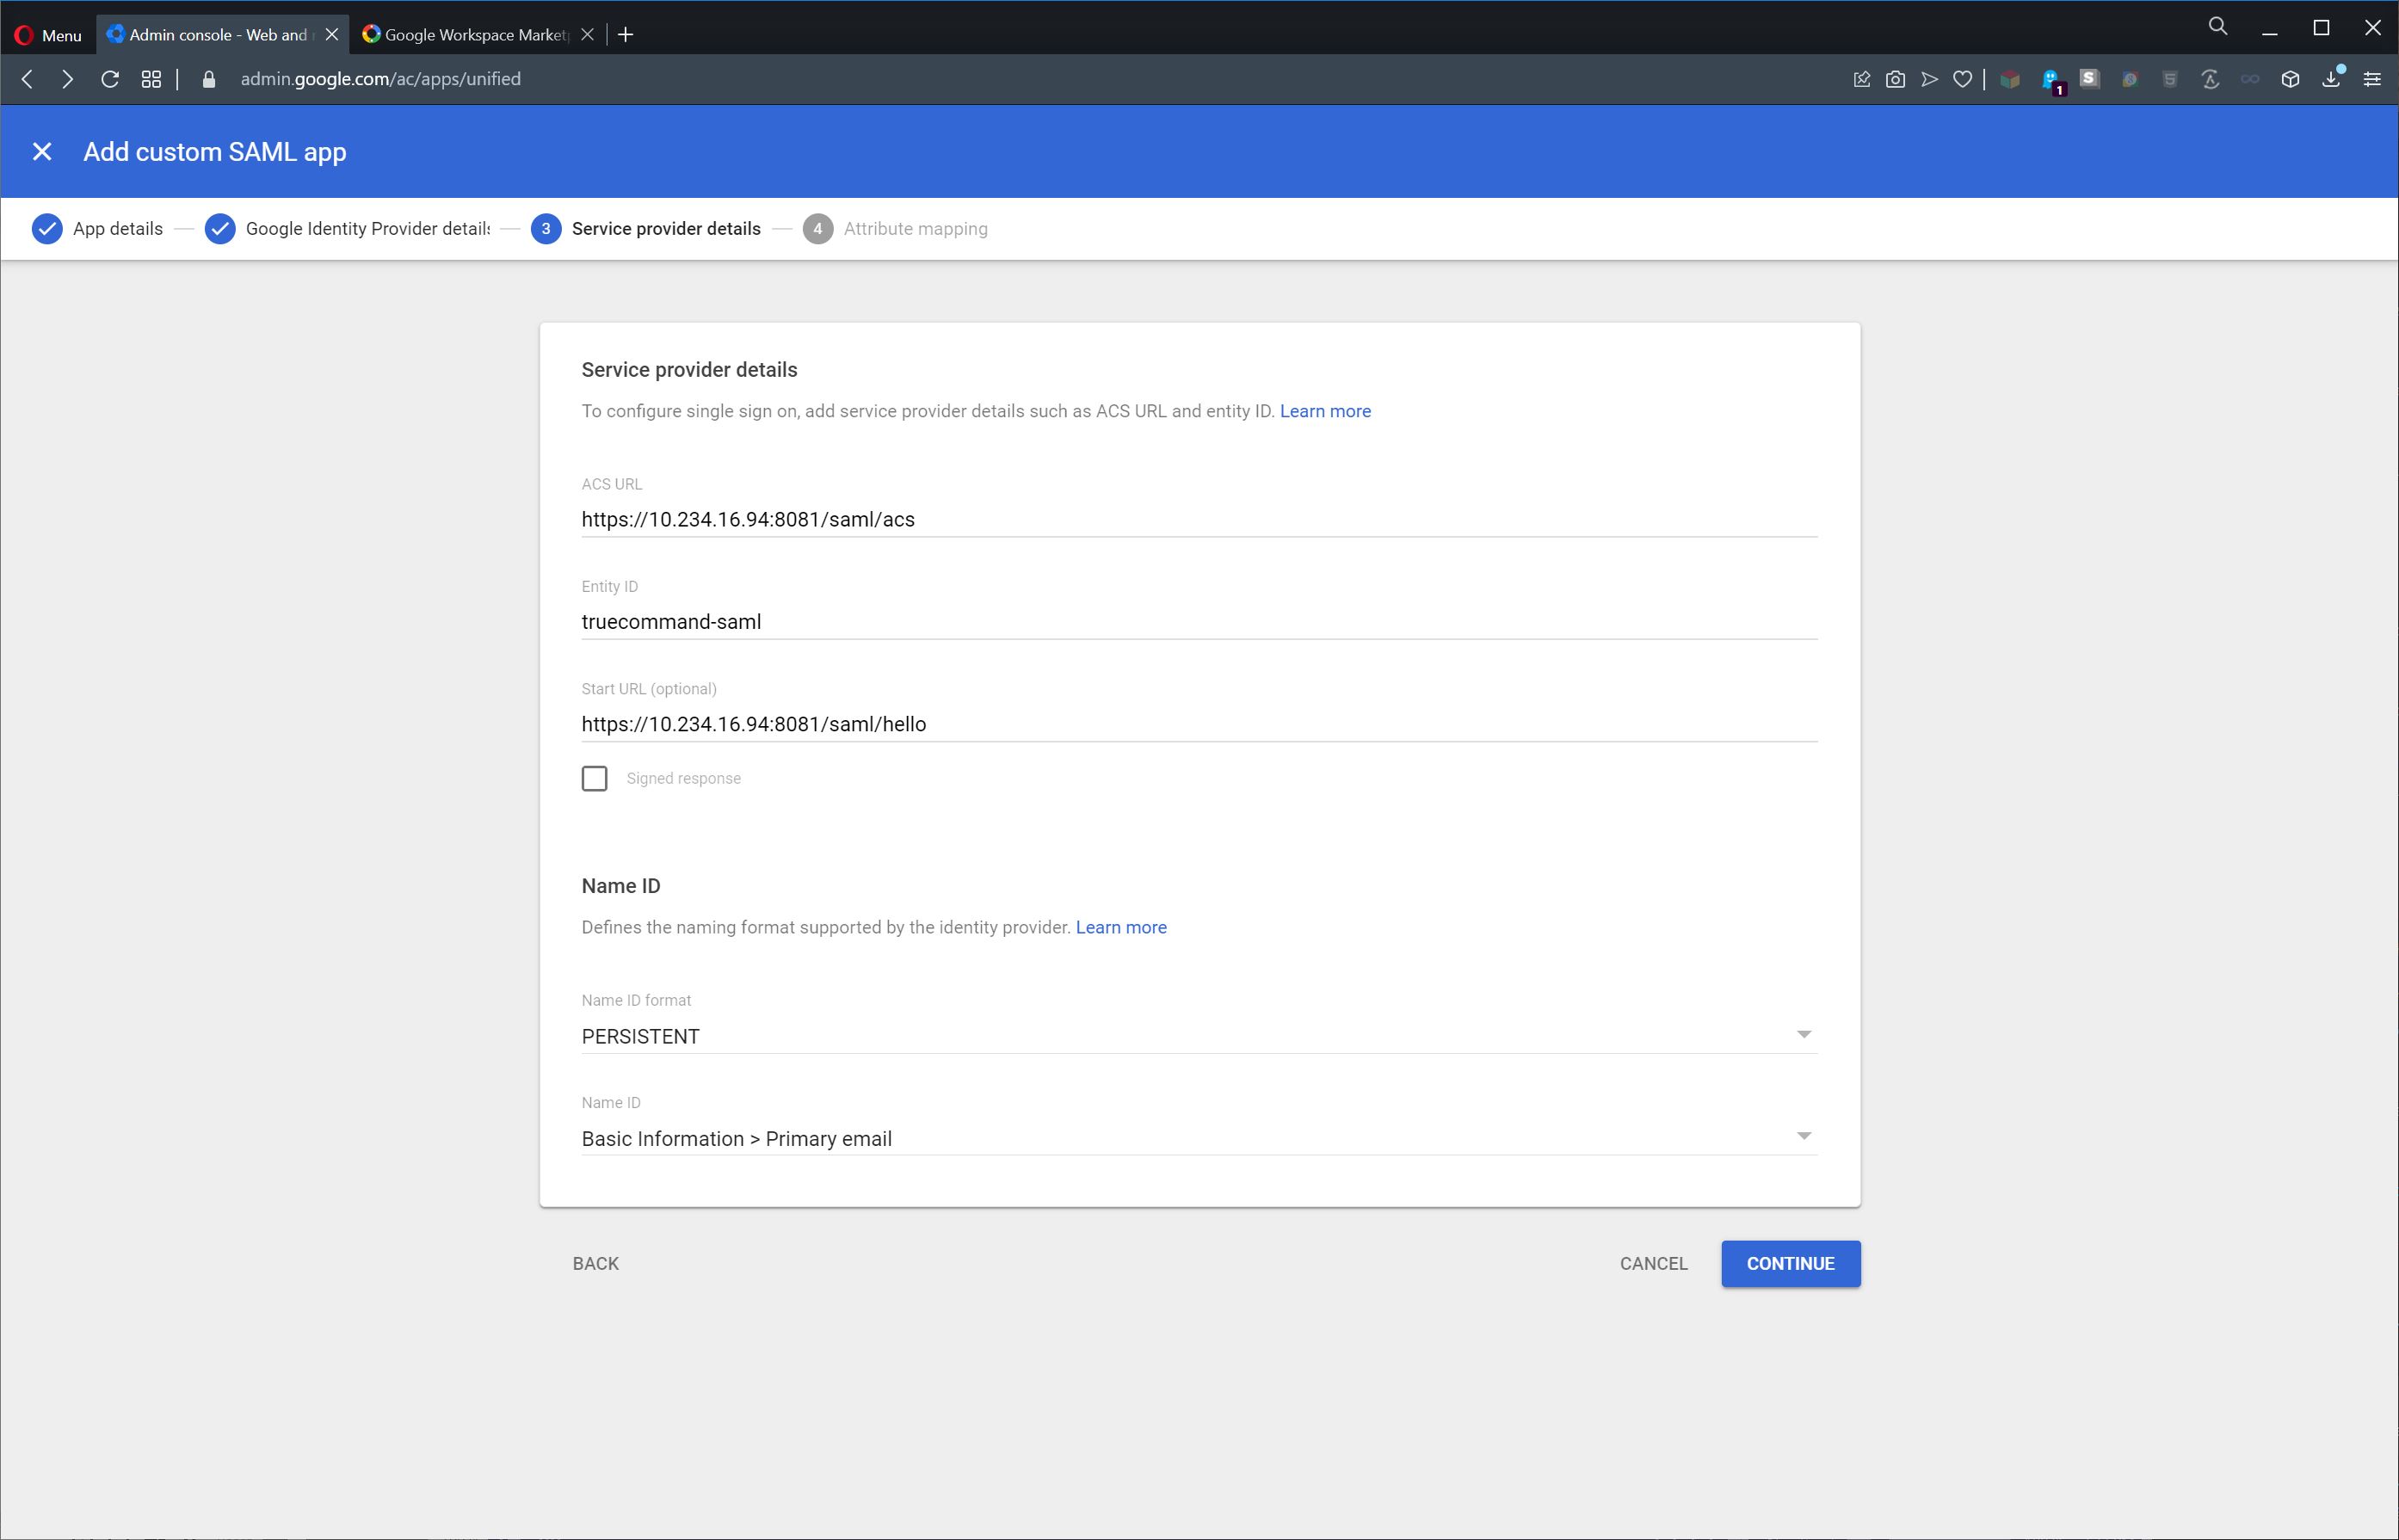 Menu
Admin console - Web and
Google Workspace Market
admin.google.com/ac/apps/unified
1
Add custom SAML app
App details
Google Identity Provider details
3 Service provider details
4 Attribute mapping
Service provider details
To configure single sign on, add service provider details such as ACS URL and entity ID. Learn more
ACS URL
https://10.234.16.94:8081/saml/acs
Entity ID
truecommand-saml
Start URL (optional)
https://10.234.16.94:8081/saml/hello
Signed response
Name ID
Defines the naming format supported by the identity provider. Learn more
Name ID format
PERSISTENT
Name ID
Basic Information > Primary email
BACK
CANCEL
CONTINUE